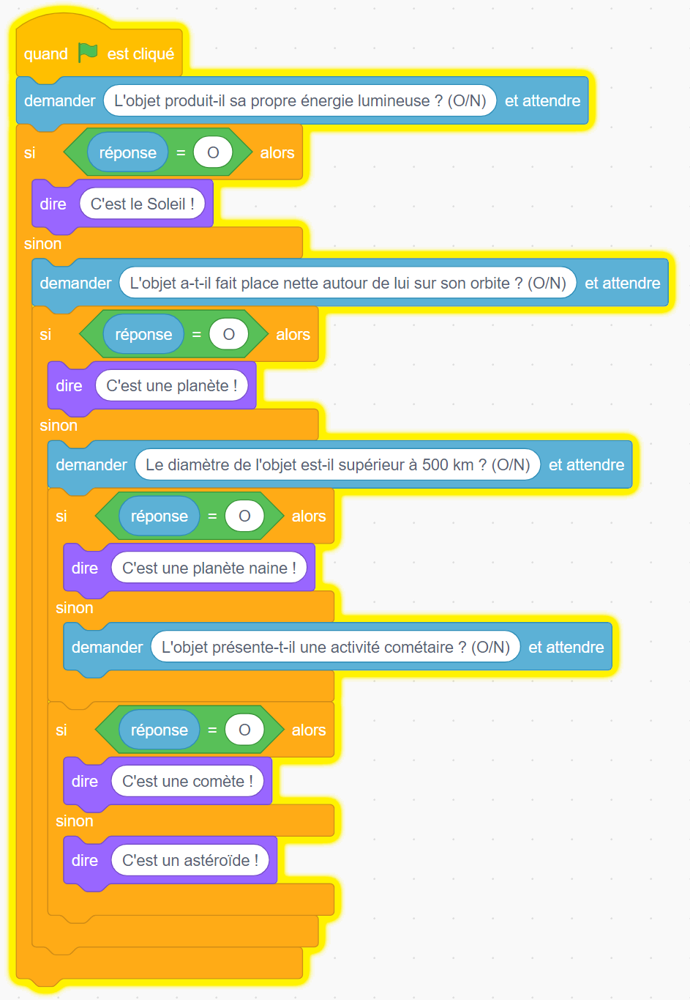 quand est cliqué
demander L'objet produit-il sa propre énergie lumineuse ? (O/N) et attendre
si réponse = O alors
dire C'est le Soleil !
sinon
demander L'objet a-t-il fait place nette autour de lui sur son orbite ? (O/N) et attendre
si réponse = O alors
dire C'est une planète !
sinon
demander Le diamètre de l'objet est-il supérieur à 500 km ? (O/N) et attendre
si réponse = O alors
dire C'est une planète naine !
sinon
demander L'objet présente-t-il une activité cométaire ? (O/N) et attendre
si réponse = O alors
dire C'est une comète !
sinon
dire C'est un astéroïde !